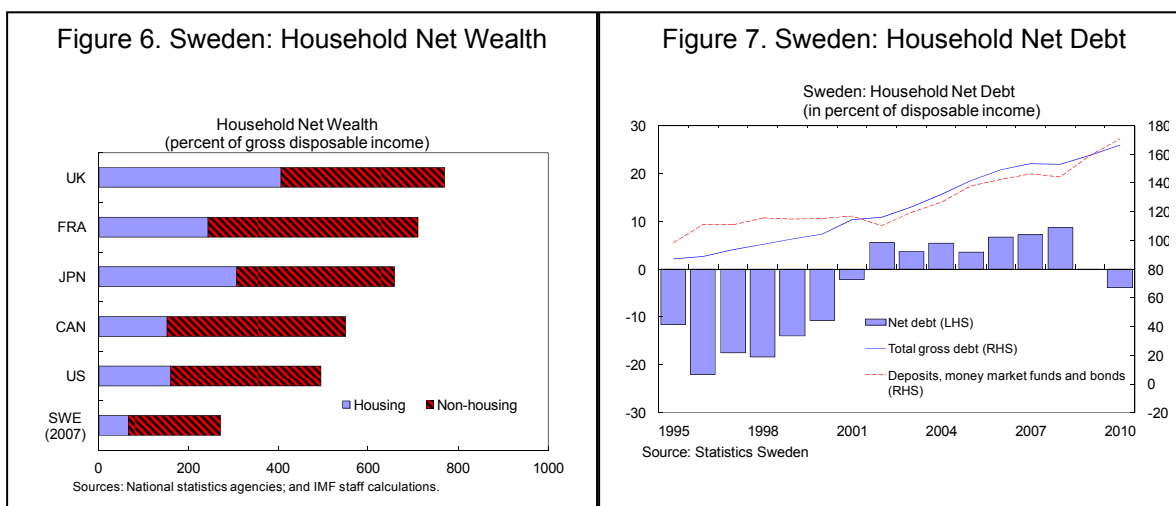 Figure 6. Sweden: Household Net Wealth
Household Net Wealth
(percent of gross disposable income)
UK
FRA
JPN
CAN
US
SWE
(2007)
Housing
Non-housing
0
200
400
600
800
1000
Sources: National statistics agencies; and IMF staff calculations.
Figure 7. Sweden: Household Net Debt
Sweden: Household Net Debt
(in percent of disposable income)
30
20
10
0
-10
-20
-30
180
160
140
120
100
80
60
40
20
0
-20
Net debt (LHS)
Total gross debt (RHS)
Deposits, money market funds and bonds
(RHS)
1995
1998
2001
2004
2007
2010
Source: Statistics Sweden